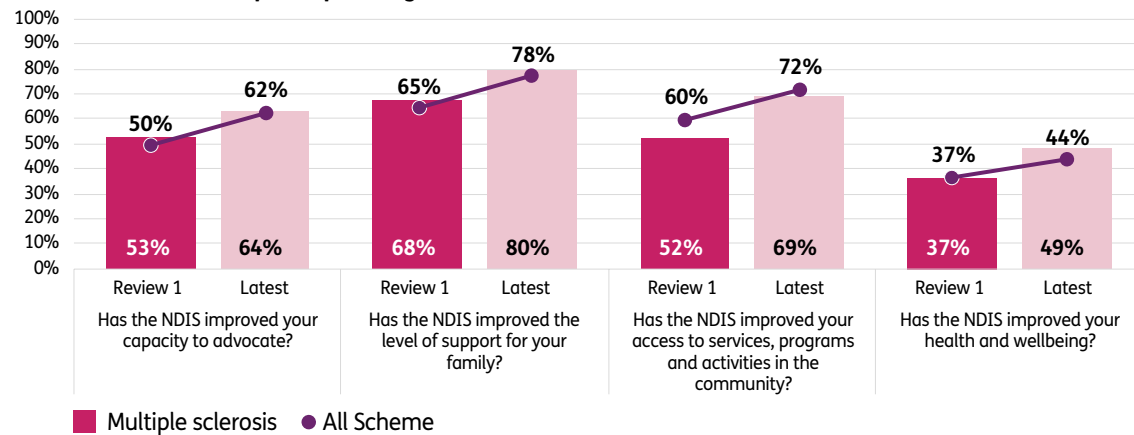 100%
90%
80%
70%
60%
50%
40%
30%
20%
10%
0%
50%
62%
65%
78%
60%
72%
37%
44%
53%
64%
68%
80%
52%
69%
37%
49%
Review 1
Latest
Review 1
Latest
Review 1
Latest
Review 1
Latest
Has the NDIS improved your
capacity to advocate?
Has the NDIS improved the
level of support for your
family?
Has the NDIS improved your
access to services, programs
and activities in the
community?
Has the NDIS improved your
health and wellbeing?
Multiple sclerosis
All Scheme